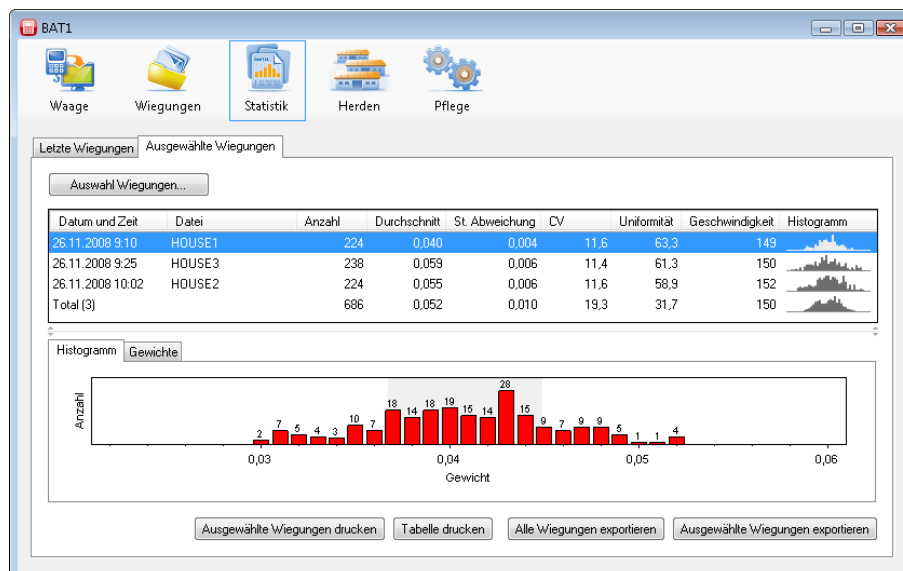 BAT1
Waage Wiegungen Statistik Herden Pflege
Letzte Wiegungen Ausgewählte Wiegungen
Auswahl Wiegungen...
Datum und Zeit Datei Anzahl Durchschnitt St. Abweichung CV Uniformität Geschwindigkeit Histogramm
26.11.2008 9:10 HOUSE1 224 0,040 0,004 11,6 63,3 149
26.11.2008 9:25 HOUSE3 238 0,059 0,006 11,4 61,3 150
26.11.2008 10:02 HOUSE2 224 0,055 0,006 11,6 58,9 152
Total (3) 686 0,052 0,010 19,3 31,7 150
Histogramm Gewichte
Anzahl
2 7 5 4 3 10 7 18 14 18 19 15 14 28 15 9 7 9 9 5 1 1 4
0,03 0,04 0,05 0,06
Gewicht
Ausgewählte Wiegungen drucken Tabelle drucken Alle Wiegungen exportieren Ausgewählte Wiegungen exportieren